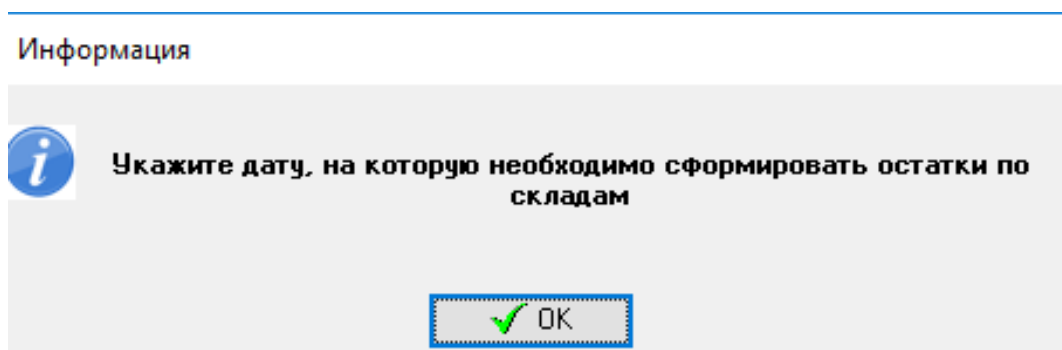 Информация
Укажите дату, на которую необходимо сформировать остатки по
складам
OK